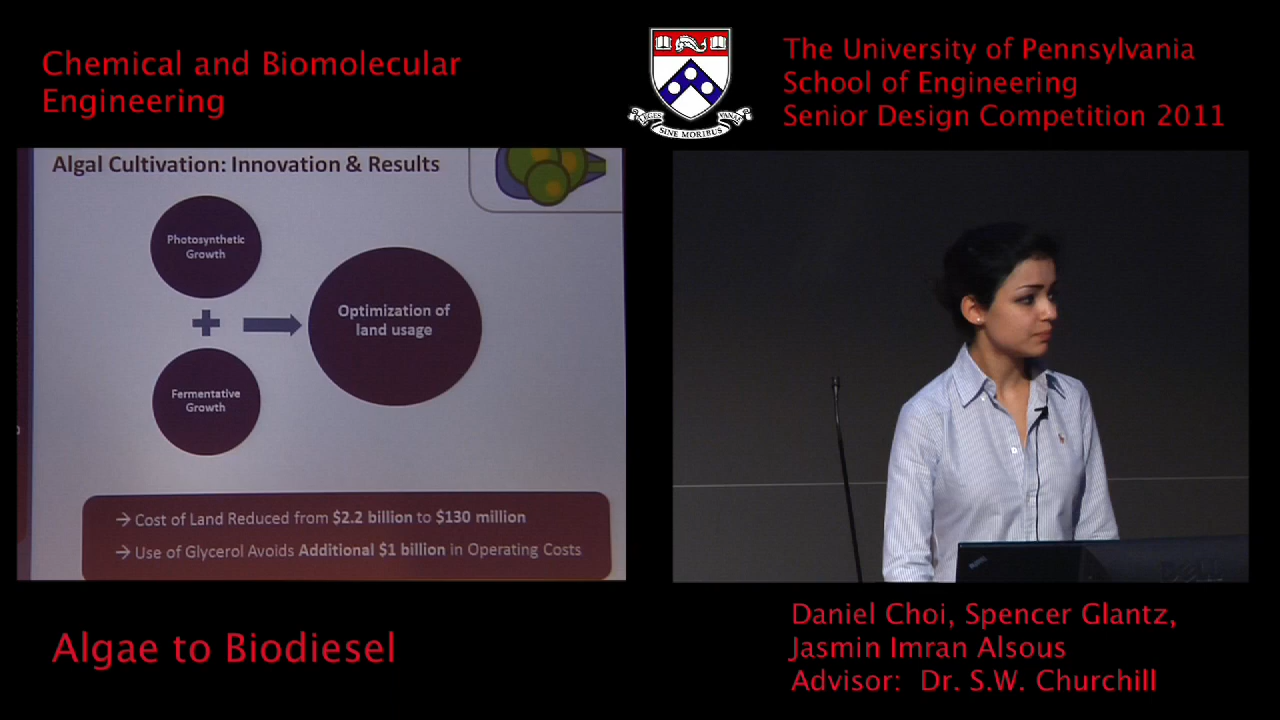 Chemical and Biomolecular
Engineering
LEGES
VANAE
SINE MORIBUS
The University of Pennsylvania
School of Engineering
Senior Design Competition 2011
Algal Cultivation: Innovation & Results
Photosynthetic
Growth
+
Fermentative
Growth
Optimization of
land usage
→ Cost of Land Reduced from $2.2 billion to $130 million
→ Use of Glycerol Avoids Additional $1 billion in Operating Costs
DELL
Algae to Biodiesel
Daniel Choi, Spencer Glantz,
Jasmin Imran Alsous
Advisor: Dr. S.W. Churchill